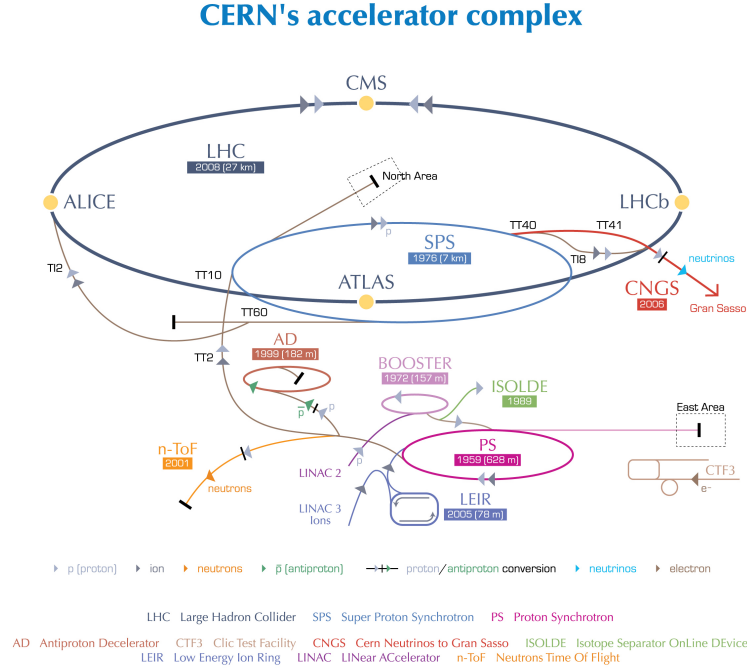 CERN's accelerator complex
CMS
LHC
2008 (27 km)
North Area
ALICE
LHCb
p
TT40
TT41
SPS
1976 (7 km)
TI2
TT10
TI8
neutrinos
ATLAS
CNGS
2006
Gran Sasso
TT60
AD
1999 (182 m)
TT2
BOOSTER
1972 (157 m)
ISOLDE
1989
p̅
p
East Area
n-ToF
2001
PS
1959 (628 m)
p
LINAC 2
neutrons
CTF3
e–
LEIR
2005 (78 m)
LINAC 3
Ions
p (proton)
ion
neutrons
p̅ (antiproton)
proton/antiproton conversion
neutrinos
electron
LHC Large Hadron Collider SPS Super Proton Synchrotron PS Proton Synchrotron
AD Antiproton Decelerator CTF3 Clic Test Facility CNGS Cern Neutrinos to Gran Sasso ISOLDE Isotope Separator OnLine DEvice
LEIR Low Energy Ion Ring LINAC LINear ACcelerator n-ToF Neutrons Time Of Flight